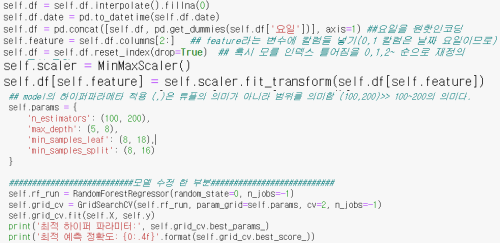 self.df = self.df.interpolate().fillna(0)
self.date = pd.to_datetime(self.df.date)
self.df = pd.concat([self.df, pd.get_dummies(self.df['요일'])], axis=1) ##요일을 원핫인코딩
self.feature = self.df.columns[2:] ## feature라는 변수에 컬럼들 넣기(0,1 컬럼은 날짜 요일이므로)
self.df = self.df.reset_index(drop=True) ## 혹시 모를 인덱스 틀어짐을 0,1,2~ 순으로 재정의
self.scaler = MinMaxScaler()
self.df[self.feature] = self.scaler.fit_transform(self.df[self.feature])
## model의 하이퍼파라메타 적용 (,)은 튜플의 의미가 아니라 범위를 의미함 (100,200)>> 100~200의 의미다.
self.params = {
'n_estimators': (100, 200),
'max_depth': (5, 8),
'min_samples_leaf': (8, 18),
'min_samples_split': (8, 16)
}
##########################모델 수정 한 부분##########################
self.rf_run = RandomForestRegressor(random_state=0, n_jobs=-1)
self.grid_cv = GridSearchCV(self.rf_run, param_grid=self.params, cv=2, n_jobs=-1)
self.grid_cv.fit(self.X, self.y)
print('최적 하이퍼 파라미터:', self.grid_cv.best_params_)
print('최적 예측 정확도: {0:.4f}'.format(self.grid_cv.best_score_))